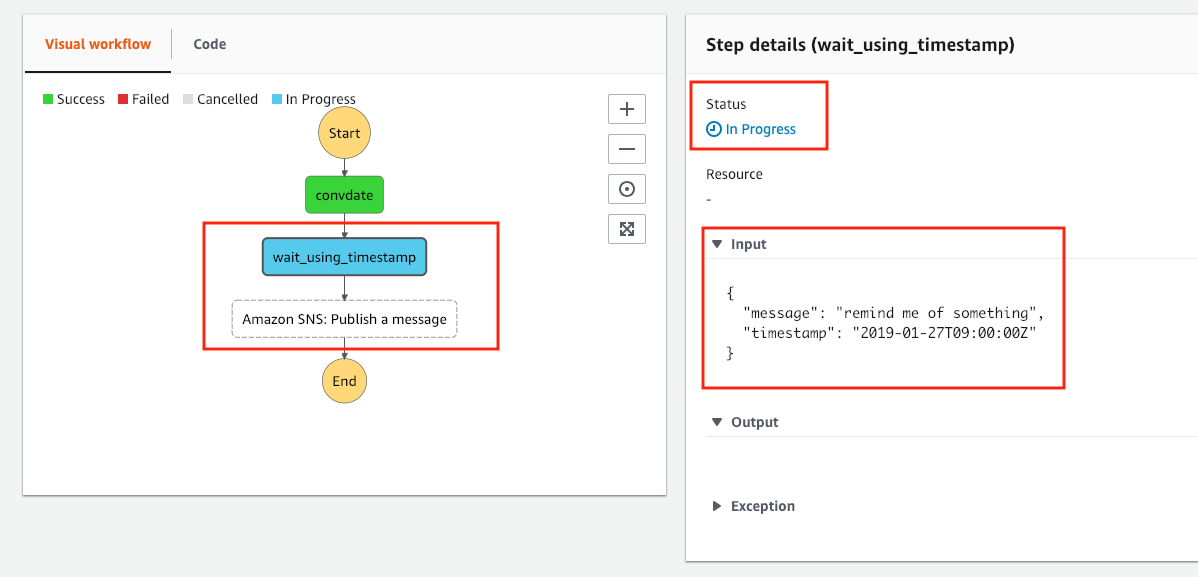 Visual workflow
Code
Success
Failed
Cancelled
In Progress
Start
convdate
wait_using_timestamp
Amazon SNS: Publish a message
End
Step details (wait_using_timestamp)
Status
In Progress
Resource
-
Input
{
"message": "remind me of something",
"timestamp": "2019-01-27T09:00:00Z"
}
Output
Exception